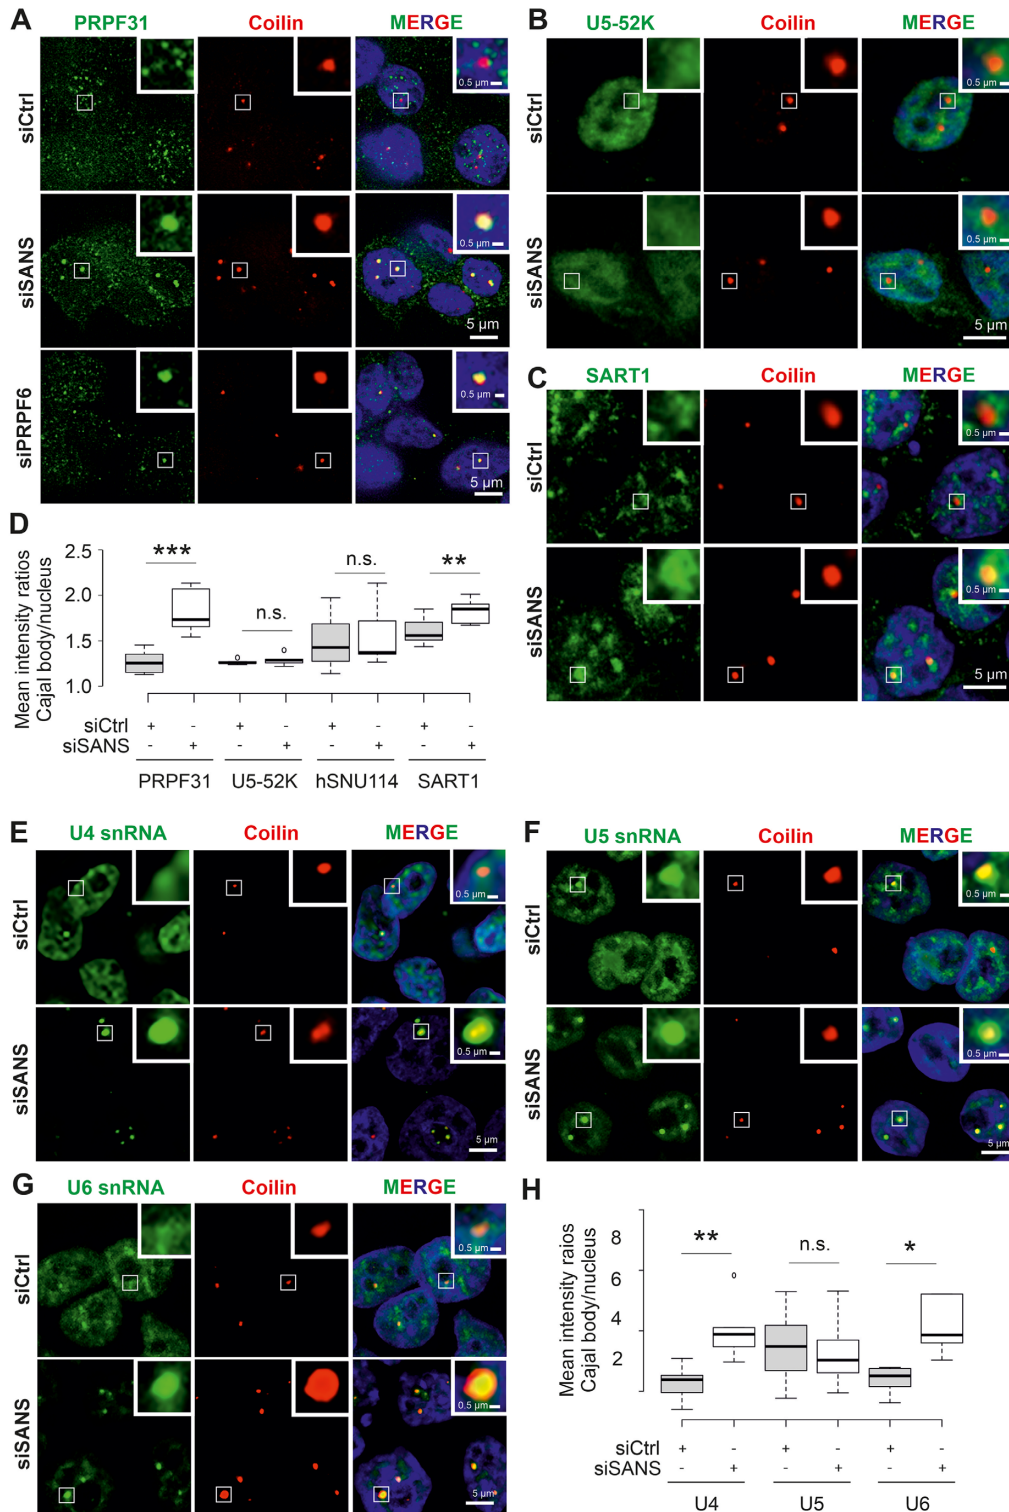 A
PRPF31 Coilin MERGE
siCtrl
0.5 µm
siSANS
0.5 µm
5 µm
siPRPF6
0.5 µm
5 µm
B
U5-52K Coilin MERGE
siCtrl
0.5 µm
siSANS
0.5 µm
5 µm
C
SART1 Coilin MERGE
siCtrl
0.5 µm
siSANS
0.5 µm
5 µm
D
Mean intensity ratios
Cajal body/nucleus
2.5
2.0
1.5
1.0
*** n.s. n.s. **
siCtrl + - + - + - + -
siSANS - + - + - + - +
PRPF31 U5-52K hSNU114 SART1
E
U4 snRNA Coilin MERGE
siCtrl
0.5 µm
siSANS
0.5 µm
5 µm
F
U5 snRNA Coilin MERGE
siCtrl
0.5 µm
siSANS
0.5 µm
5 µm
G
U6 snRNA Coilin MERGE
siCtrl
0.5 µm
siSANS
0.5 µm
5 µm
H
Mean intensity raios
Cajal body/nucleus
8
6
4
2
** n.s. *
siCtrl + - + - + -
siSANS - + - + - +
U4 U5 U6